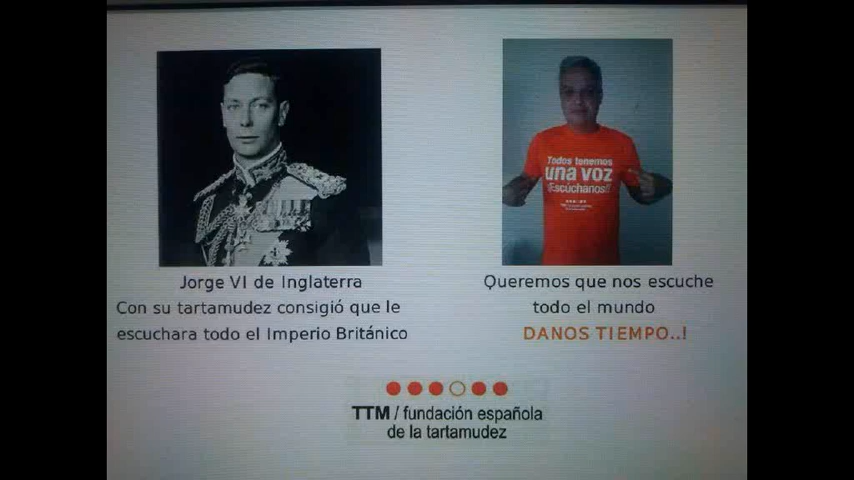 Todos tenemos
una voz
¡Escúchanos!!
Jorge VI de Inglaterra
Con su tartamudez consigió que le
escuchara todo el Imperio Británico
Queremos que nos escuche
todo el mundo
DANOS TIEMPO..!
TTM / fundación española
de la tartamudez